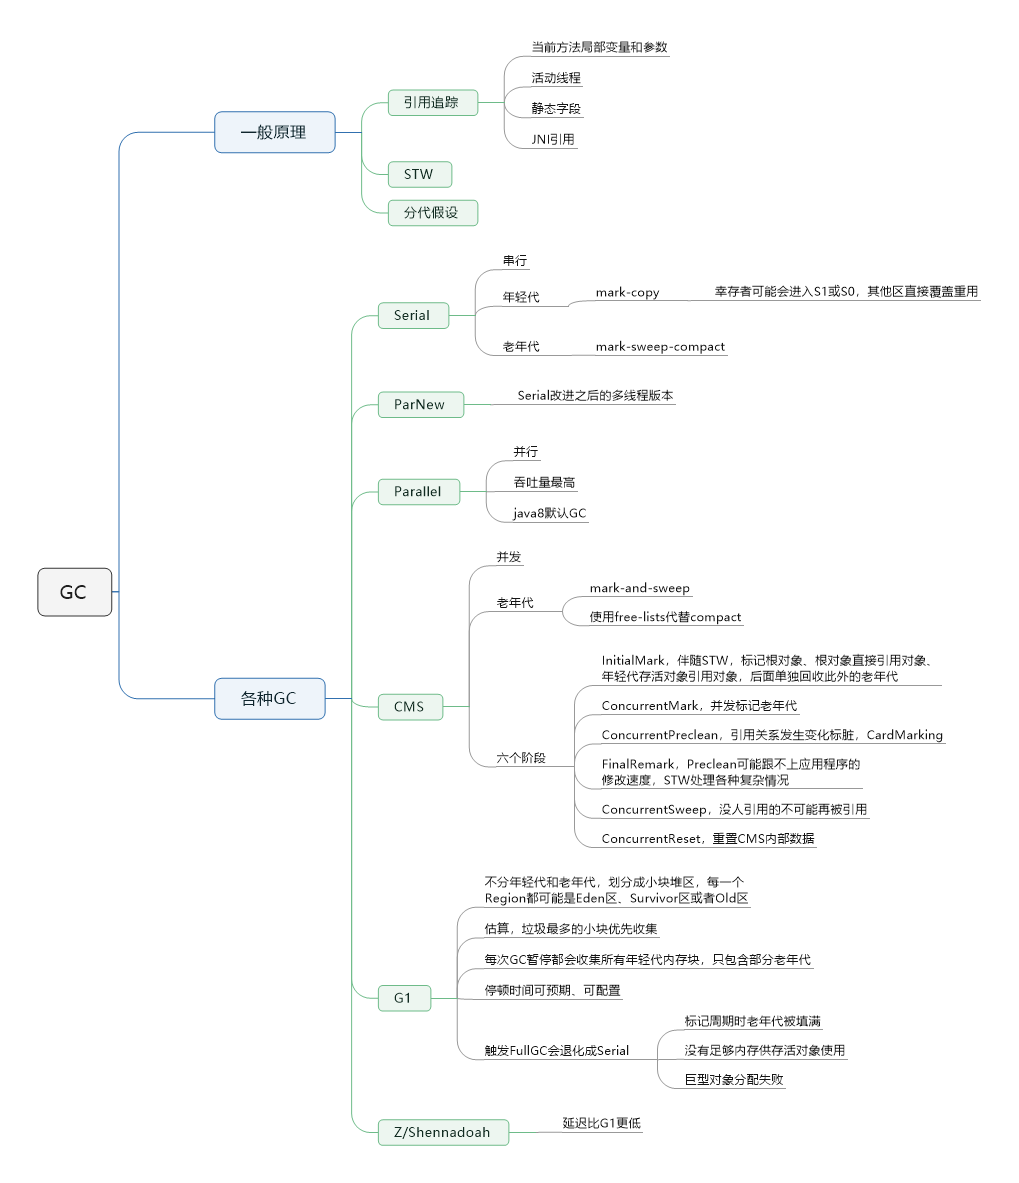 GC
一般原理
引用追踪
当前方法局部变量和参数
活动线程
静态字段
JNI引用
STW
分代假设
各种GC
Serial
串行
年轻代
mark-copy
幸存者可能会进入S1或S0，其他区直接覆盖重用
老年代
mark-sweep-compact
ParNew
Serial改进之后的多线程版本
Parallel
并行
吞吐量最高
java8默认GC
CMS
并发
老年代
mark-and-sweep
使用free-lists代替compact
六个阶段
InitialMark，伴随STW，标记根对象、根对象直接引用对象、
年轻代存活对象引用对象，后面单独回收此外的老年代
ConcurrentMark，并发标记老年代
ConcurrentPreclean，引用关系发生变化标脏，CardMarking
FinalRemark，Preclean可能跟不上应用程序的
修改速度，STW处理各种复杂情况
ConcurrentSweep，没人引用的不可能再被引用
ConcurrentReset，重置CMS内部数据
G1
不分年轻代和老年代，划分成小块堆区，每一个
Region都可能是Eden区、Survivor区或者Old区
估算，垃圾最多的小块优先收集
每次GC暂停都会收集所有年轻代内存块，只包含部分老年代
停顿时间可预期、可配置
触发FullGC会退化成Serial
标记周期时老年代被填满
没有足够内存供存活对象使用
巨型对象分配失败
Z/Shennadoah
延迟比G1更低